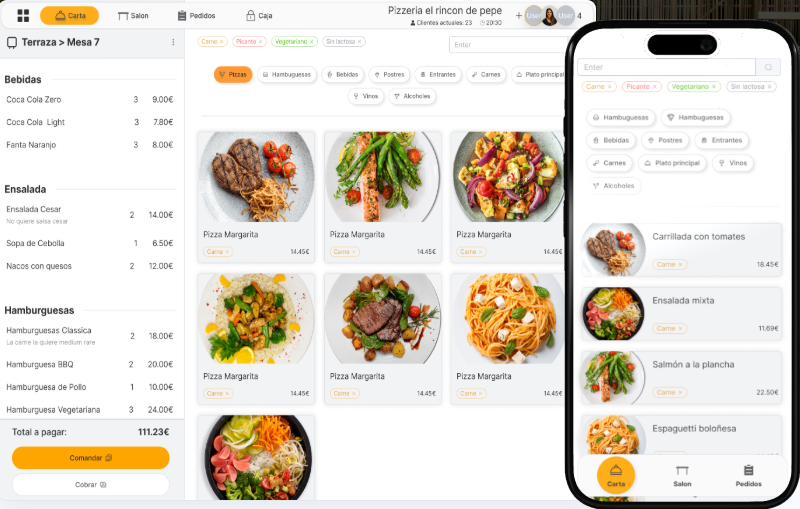 Carta
Salon
Pedidos
Caja
Pizzeria el rincon de pepe
Clientes actuales: 23
20:30
+
User
User
4
Terraza > Mesa 7
Bebidas
Coca Cola Zero 3 9.00€
Coca Cola Light 3 7.80€
Fanta Naranjo 3 8.00€
Ensalada
Ensalada Cesar 2 14.00€
No quiere salsa cesar
Sopa de Cebolla 1 6.50€
Nacos con quesos 2 12.00€
Hamburguesas
Hamburguesas Classica 2 18.00€
La carne la quiere medium rare
Hamburguesa BBQ 2 20.00€
Hamburguesa de Pollo 1 10.00€
Hamburguesa Vegetariana 3 24.00€
Total a pagar: 111.23€
Comandar
Cobrar
Carne × Picante × Vegetariano × Sin lactosa ×
Enter
Pizzas Hamburguesas Bebidas Postres Entrantes Carnes Plato principal
Vinos Alcoholes
Pizza Margarita
Carne × 14.45€
Pizza Margarita
Carne × 14.45€
Pizza Margarita
Carne ×
Pizza Margarita
Carne × 14.45€
Pizza Margarita
Carne × 14.45€
Pizza Margarita
Carne ×
Enter
Carne × Picante × Vegetariano × Sin lactosa ×
Hamburguesas Hamburguesas
Bebidas Postres Entrantes
Carnes Plato principal Vinos
Alcoholes
Carrillada con tomates
Carne × 18.45€
Ensalada mixta
Carne × 11.69€
Salmón a la plancha
Carne × 22.50€
Espaguetti boloñesa
Carta Salon Pedidos